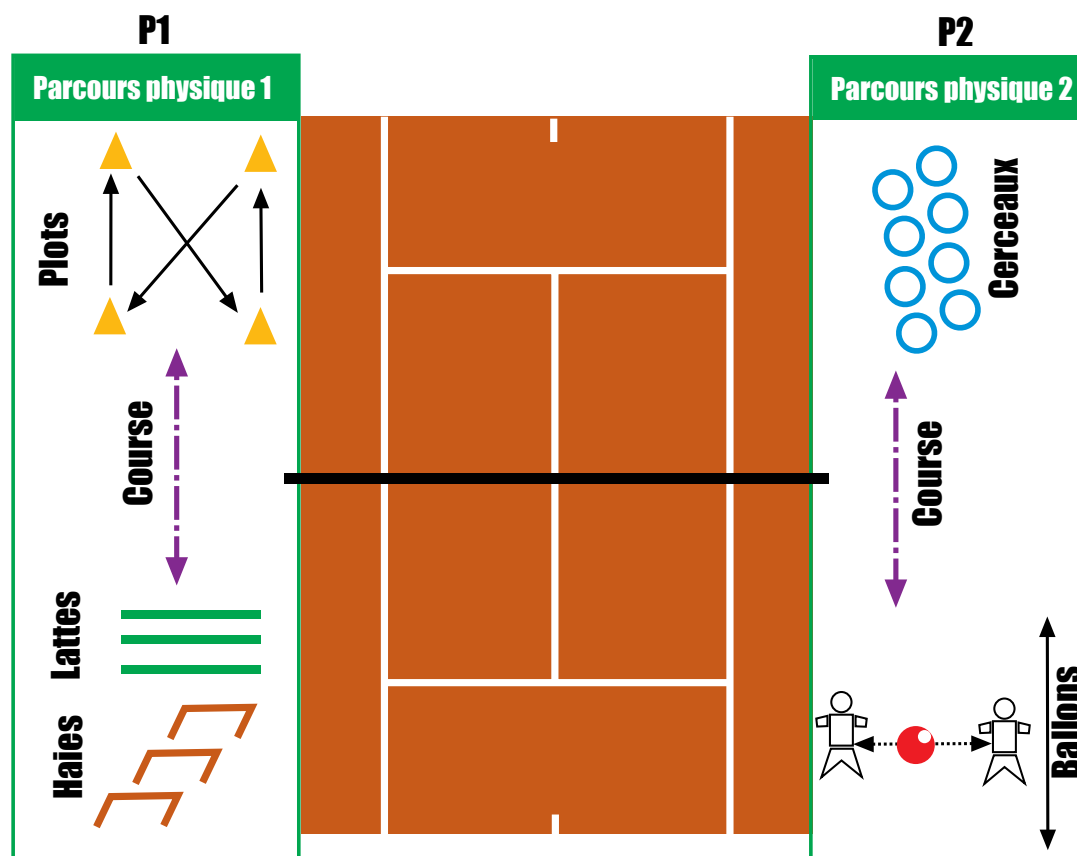 P1
Parcours physique 1
Plots
Course
Lattes
Haies
P2
Parcours physique 2
Cerceaux
Course
Ballons